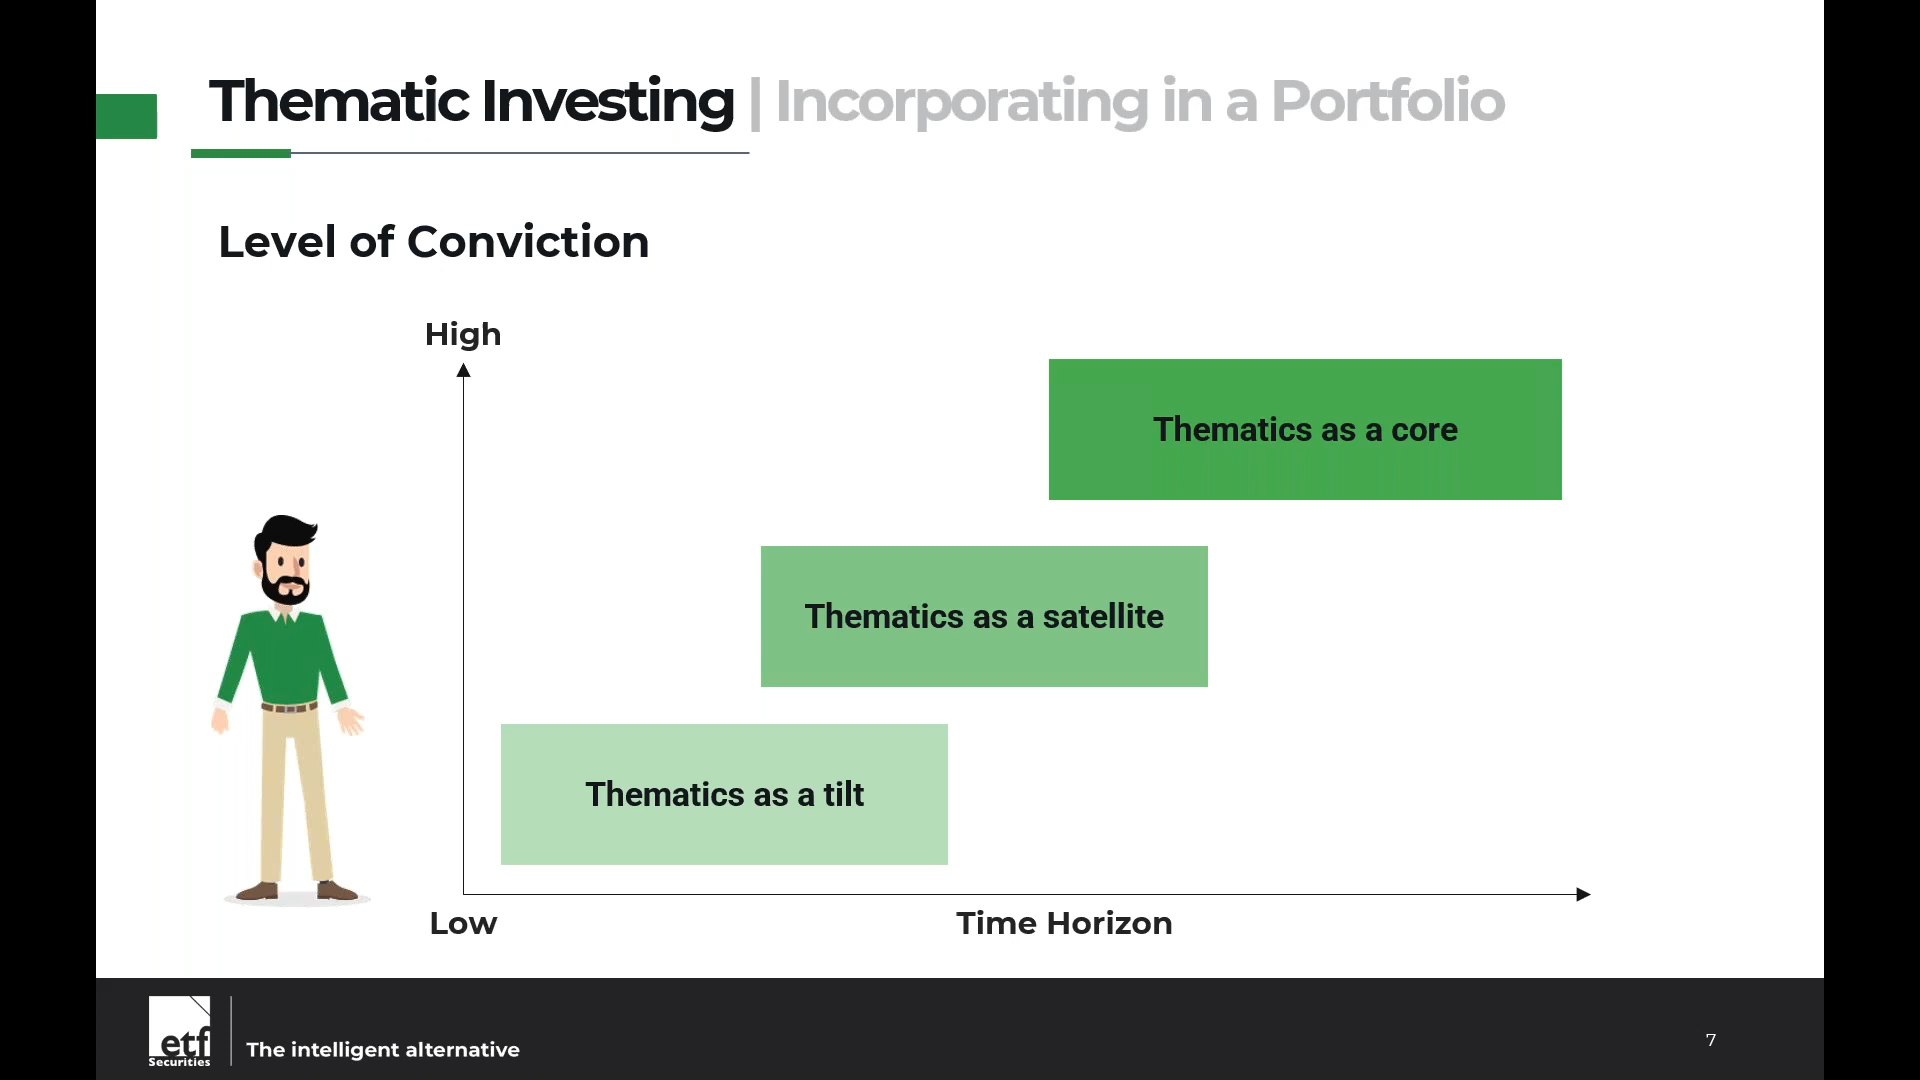 Thematic Investing | Incorporating in a Portfolio
Level of Conviction
High
Thematics as a core
Thematics as a satellite
Thematics as a tilt
Low
Time Horizon
etf
Securities
The intelligent alternative
7